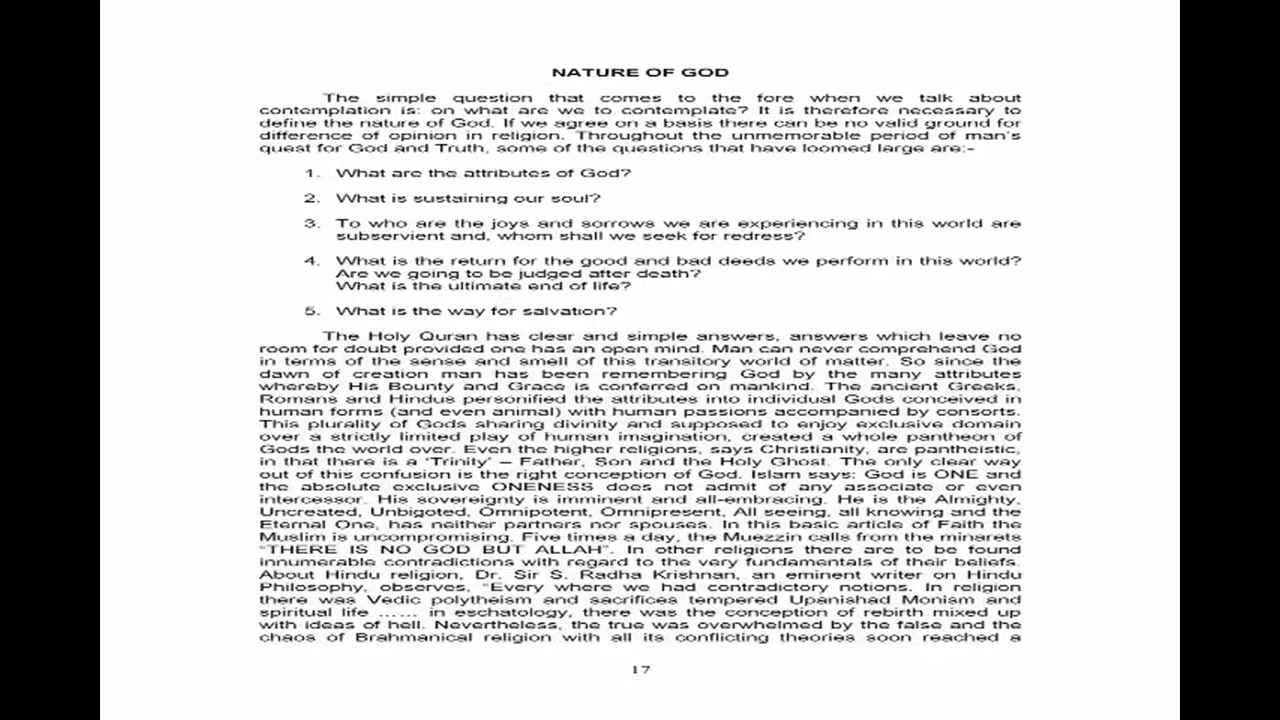 NATURE OF GOD
The simple question that comes to the fore when we talk about
contemplation is: on what are we to contemplate? It is therefore necessary to
define the nature of God. If we agree on a basis there can be no valid ground for
difference of opinion in religion. Throughout the unmemorable period of man's
quest for God and Truth, some of the questions that have loomed large are:-
1. What are the attributes of God?
2. What is sustaining our soul?
3. To who are the joys and sorrows we are experiencing in this world are
subservient and, whom shall we seek for redress?
4. What is the return for the good and bad deeds we perform in this world?
Are we going to be judged after death?
What is the ultimate end of life?
5. What is the way for salvation?
The Holy Quran has clear and simple answers, answers which leave no
room for doubt provided one has an open mind. Man can never comprehend God
in terms of the sense and smell of this transitory world of matter. So since the
dawn of creation man has been remembering God by the many attributes
whereby His Bounty and Grace is conferred on mankind. The ancient Greeks,
Romans and Hindus personified the attributes into individual Gods conceived in
human forms (and even animal) with human passions accompanied by consorts.
This plurality of Gods sharing divinity and supposed to enjoy exclusive domain
over a strictly limited play of human imagination, created a whole pantheon of
Gods the world over. Even the higher religions, says Christianity, are pantheistic,
in that there is a 'Trinity' – Father, Son and the Holy Ghost. The only clear way
out of this confusion is the right conception of God. Islam says: God is ONE and
the absolute exclusive ONENESS does not admit of any associate or even
intercessor. His sovereignty is imminent and all-embracing. He is the Almighty,
Uncreated, Unbigoted, Omnipotent, Omnipresent, All seeing, all knowing and the
Eternal One, has neither partners nor spouses. In this basic article of Faith the
Muslim is uncompromising. Five times a day, the Muezzin calls from the minarets
"THERE IS NO GOD BUT ALLAH". In other religions there are to be found
innumerable contradictions with regard to the very fundamentals of their beliefs.
About Hindu religion, Dr. Sir S. Radha Krishnan, an eminent writer on Hindu
Philosophy, observes, "Every where we had contradictory notions. In religion
there was Vedic polytheism and sacrifices tempered Upanishad Monism and
spiritual life ...... in eschatology, there was the conception of rebirth mixed up
with ideas of hell. Nevertheless, the true was overwhelmed by the false and the
chaos of Brahmanical religion with all its conflicting theories soon reached a
17